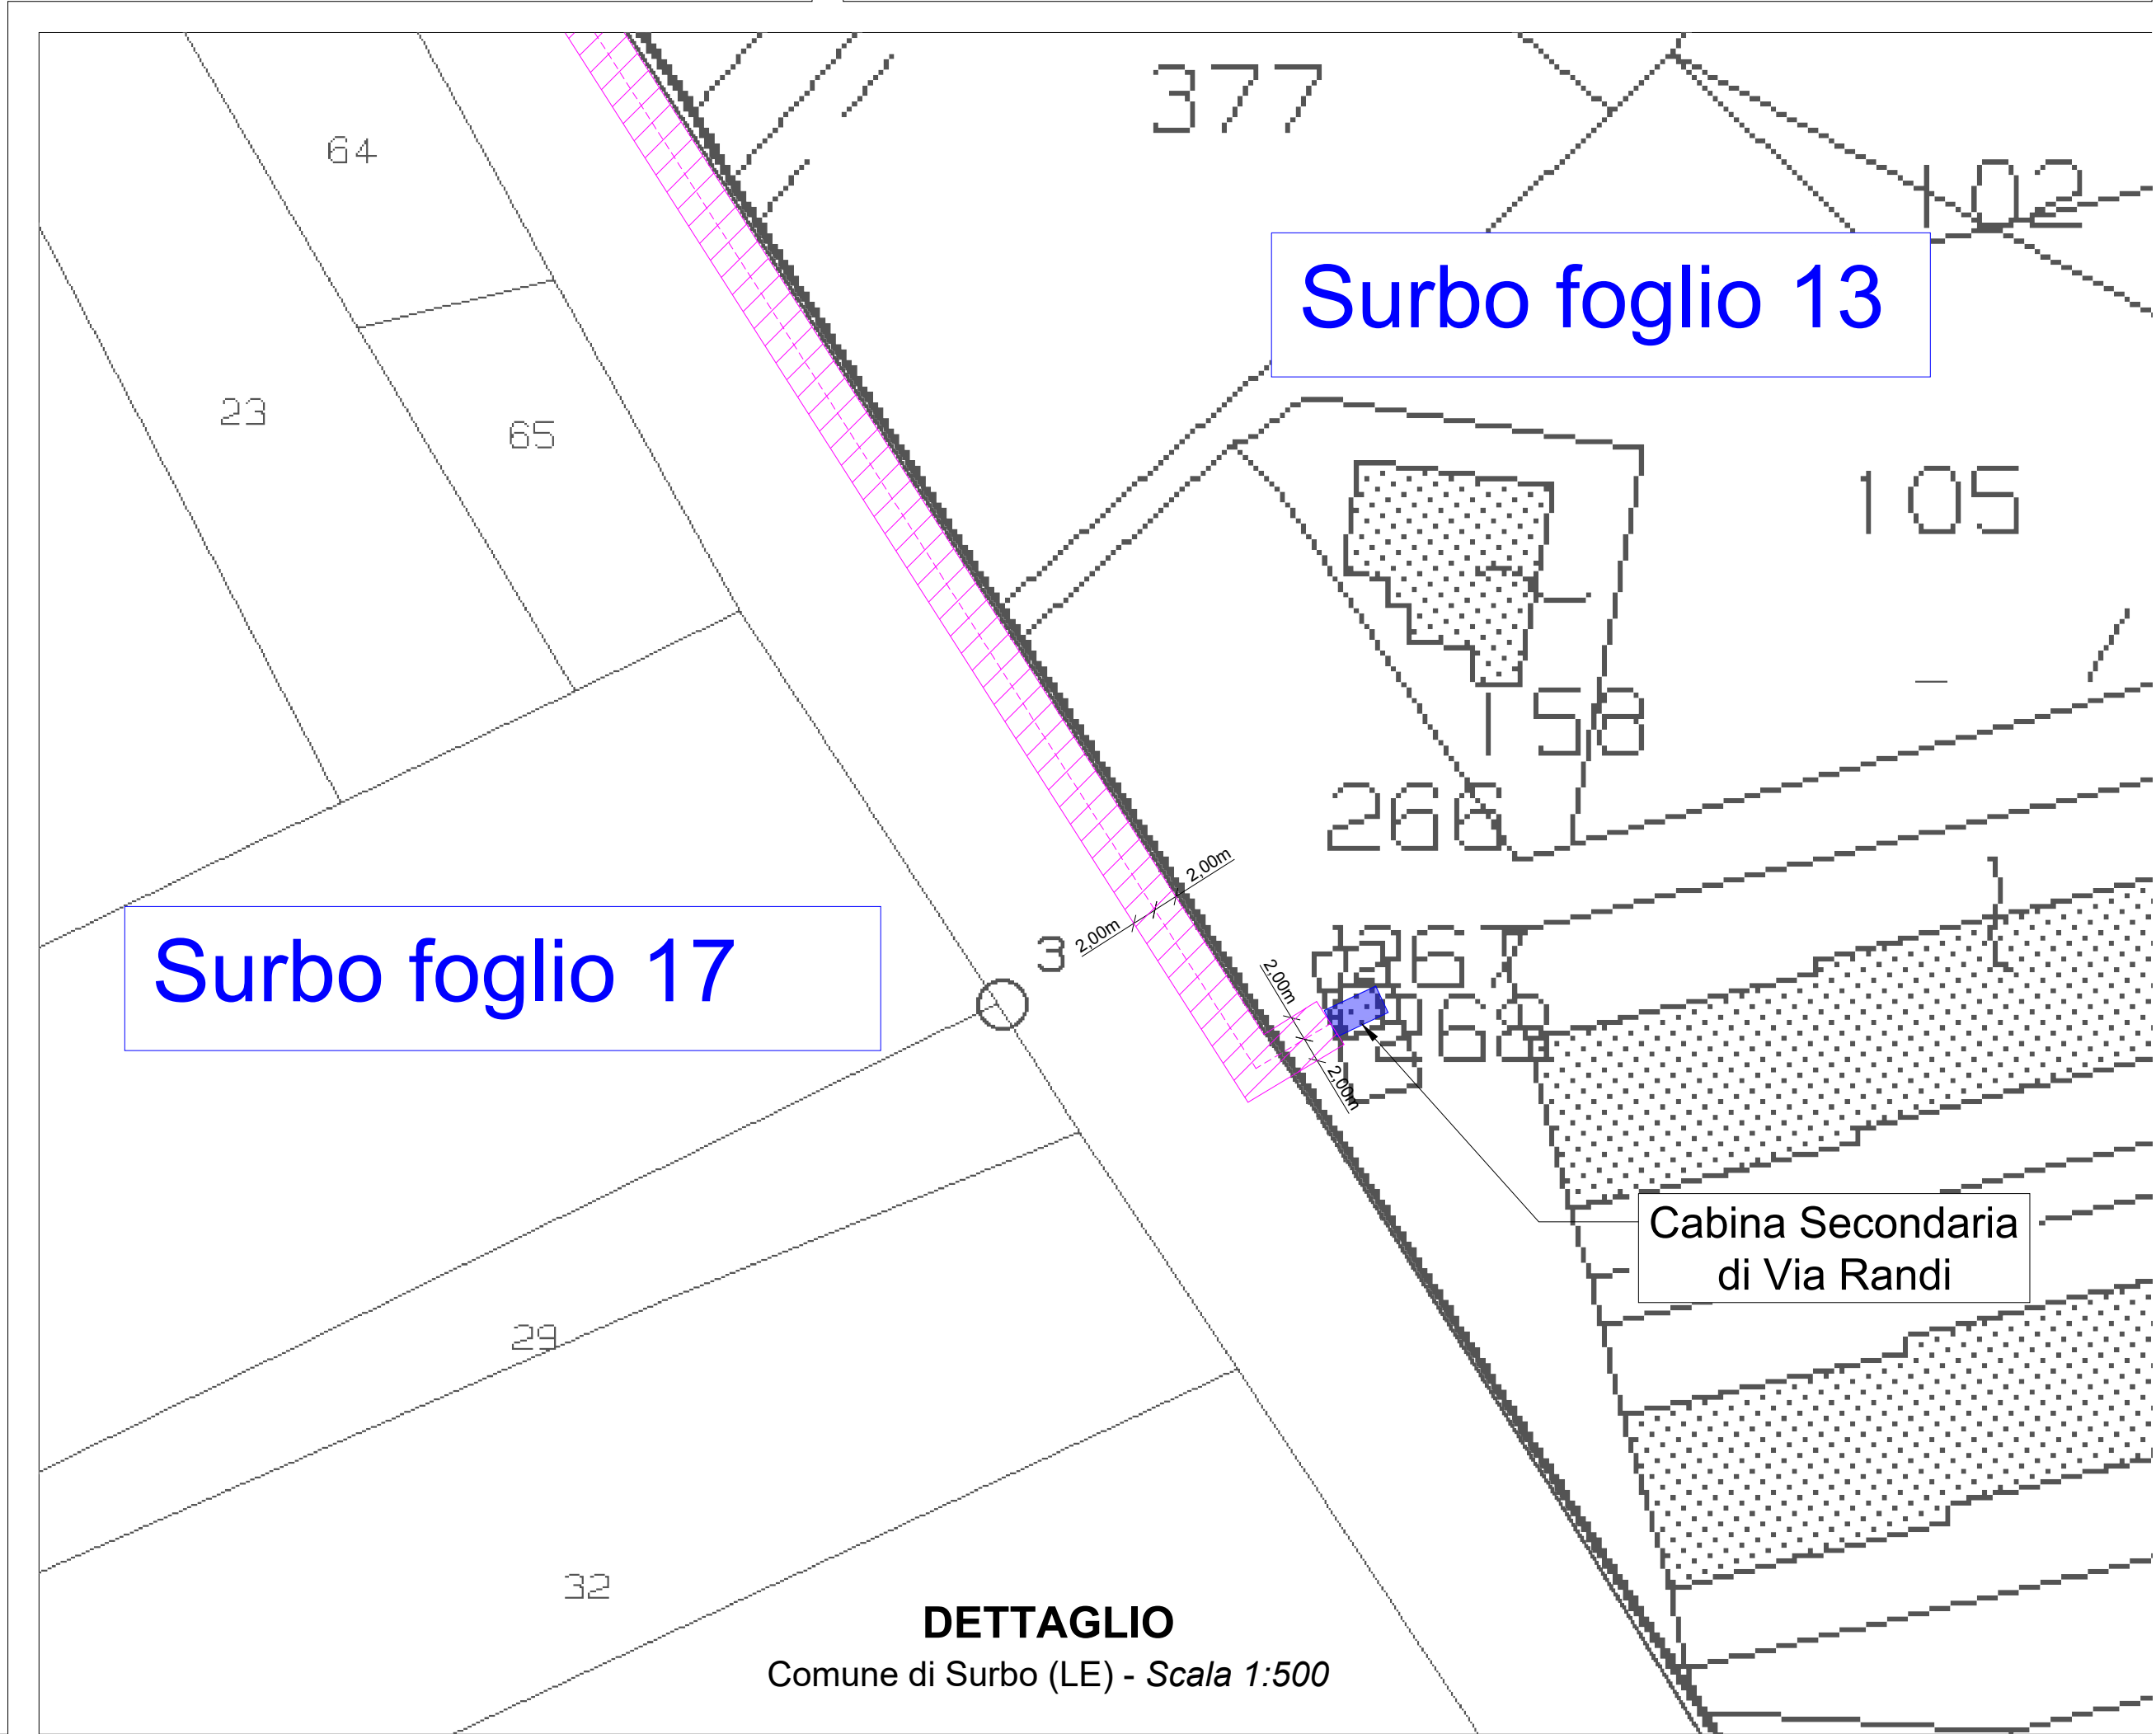 377
64
102
Surbo foglio 13
23
65
105
158
266
2,00m
2,00m
Surbo foglio 17
3
267
2,00m
268
2,00m
Cabina Secondaria
di Via Randi
29
32
DETTAGLIO
Comune di Surbo (LE) - Scala 1:500